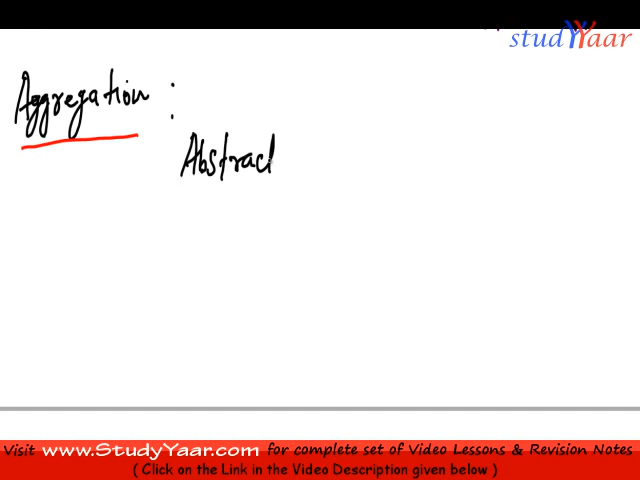 studYYaar
Aggregation :
Abstract
Visit www.StudyYaar.com for complete set of Video Lessons & Revision Notes
( Click on the Link in the Video Description given below )